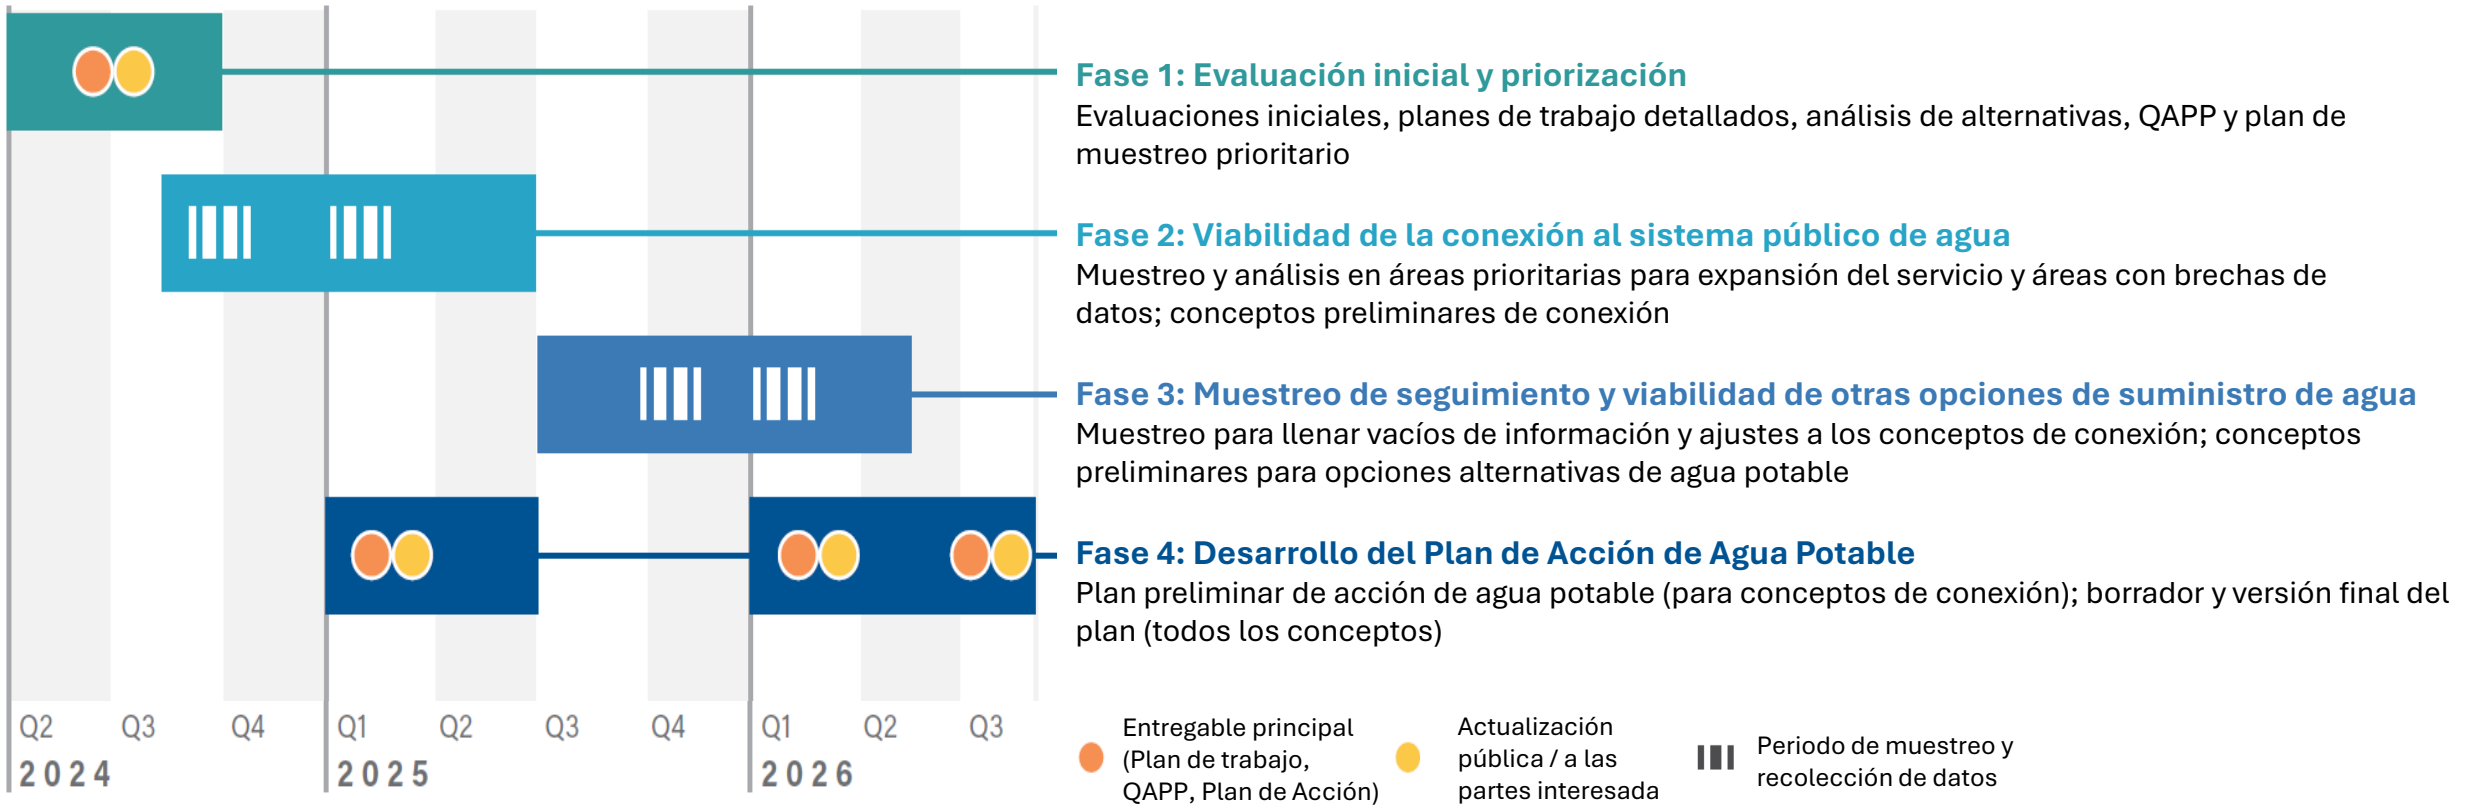 Fase 1: Evaluación inicial y priorización
Evaluaciones iniciales, planes de trabajo detallados, análisis de alternativas, QAPP y plan de
muestreo prioritario
Fase 2: Viabilidad de la conexión al sistema público de agua
Muestreo y análisis en áreas prioritarias para expansión del servicio y áreas con brechas de
datos; conceptos preliminares de conexión
Fase 3: Muestreo de seguimiento y viabilidad de otras opciones de suministro de agua
Muestreo para llenar vacíos de información y ajustes a los conceptos de conexión; conceptos
preliminares para opciones alternativas de agua potable
Fase 4: Desarrollo del Plan de Acción de Agua Potable
Plan preliminar de acción de agua potable (para conceptos de conexión); borrador y versión final del
plan (todos los conceptos)
Q2 Q3 Q4 Q1 Q2 Q3 Q4 Q1 Q2 Q3
2024 2025 2026
Entregable principal
(Plan de trabajo,
QAPP, Plan de Acción)
Actualización
pública / a las
partes interesada
Periodo de muestreo y
recolección de datos